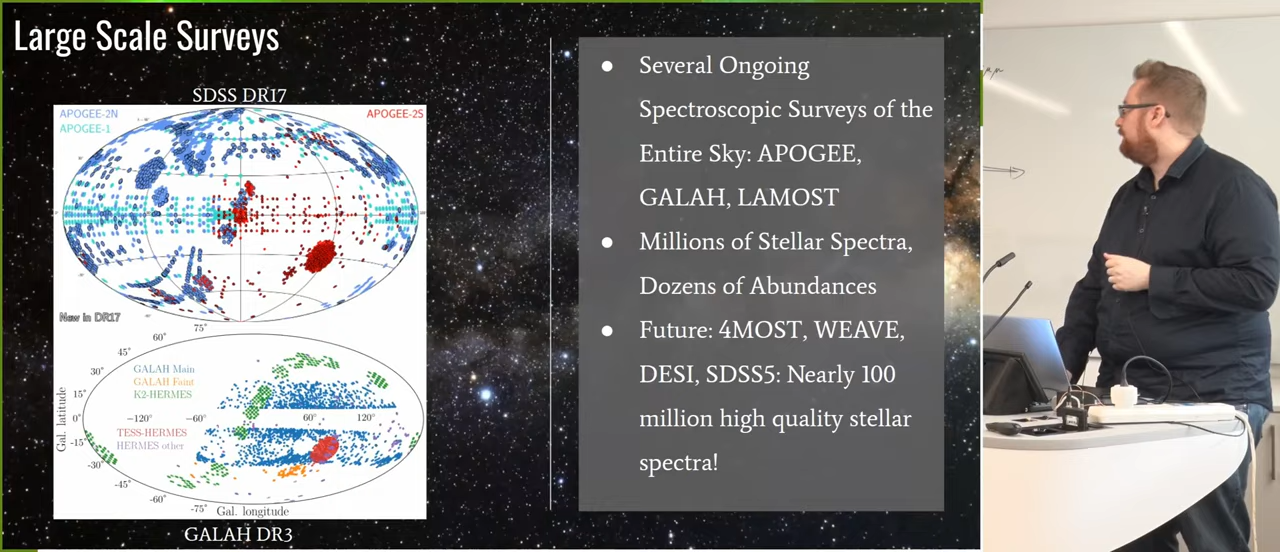 Large Scale Surveys
SDSS DR17
APOGEE-2N
APOGEE-1
APOGEE-2S
New in DR17
75°
60°
45°
30°
15°
0°
-15
-30°
-45°
-60°
-75°
−120°
−60°
60°
120°
GALAH Main
GALAH Faint
K2-HERMES
TESS-HERMES
HERMES other
Gal. latitude
Gal. longitude
GALAH DR3
● Several Ongoing
Spectroscopic Surveys of the
Entire Sky: APOGEE,
GALAH, LAMOST
● Millions of Stellar Spectra,
Dozens of Abundances
● Future: 4MOST, WEAVE,
DESI, SDSS5: Nearly 100
million high quality stellar
spectra!